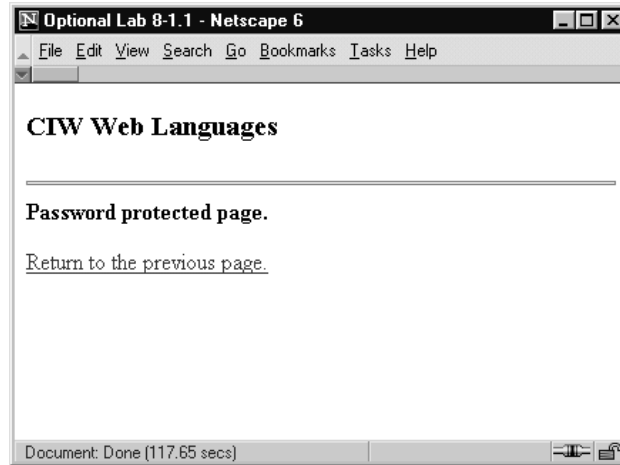 Optional Lab 8-1.1 - Netscape 6
File Edit View Search Go Bookmarks Tasks Help
CIW Web Languages
Password protected page.
Return to the previous page.
Document: Done (117.65 secs)